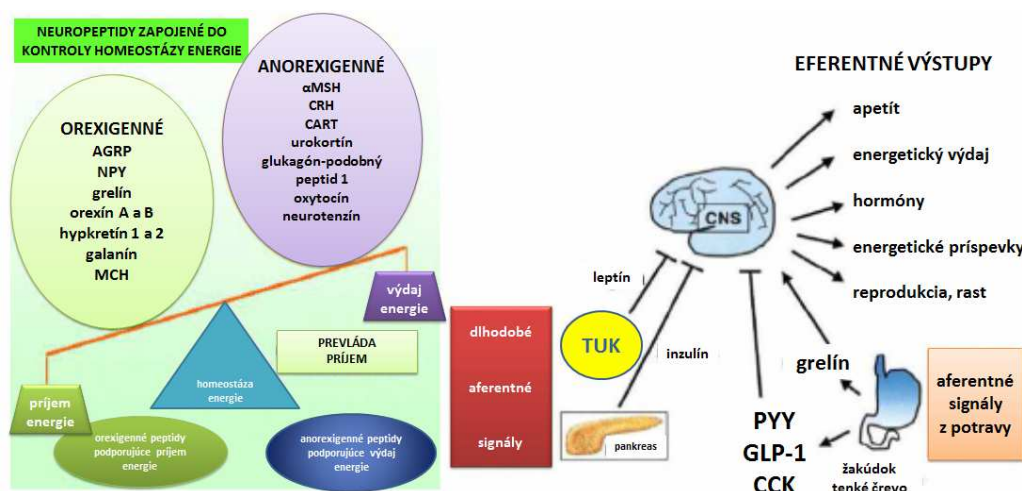 NEUROPEPTIDY ZAPOJENÉ DO
KONTROLY HOMEOSTÁZY ENERGIE
OREXIGENNÉ
AGRP
NPY
grelín
orexín A a B
hypkretín 1 a 2
galanín
MCH
ANOREXIGENNÉ
αMSH
CRH
CART
urokortín
glukagón-podobný
peptid 1
oxytocín
neurotenzín
výdaj
energie
PREVLÁDA
PRÍJEM
homeostáza
energie
príjem
energie
orexigenné peptidy
podporujúce príjem
energie
anorexigenné peptidy
podporujúce výdaj
energie
dlhodobé
aferentné
signály
TUK
leptín
inzulín
pankreas
CNS
EFERENTNÉ VÝSTUPY
apetít
energetický výdaj
hormóny
energetické príspevky
reprodukcia, rast
grelín
PYY
GLP-1
CCK
žakúdok
tenké črevo
aferentné
signály
z potravy